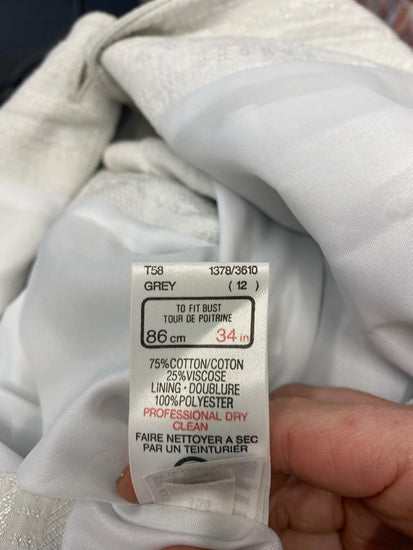 T58 1378/3610
GREY (12)
TO FIT BUST
TOUR DE POITRINE
86 cm 34 in
75%COTTON/COTON
25%VISCOSE
LINING · DOUBLURE
100%POLYESTER
PROFESSIONAL DRY
CLEAN
FAIRE NETTOYER A SEC
PAR UN TEINTURIER